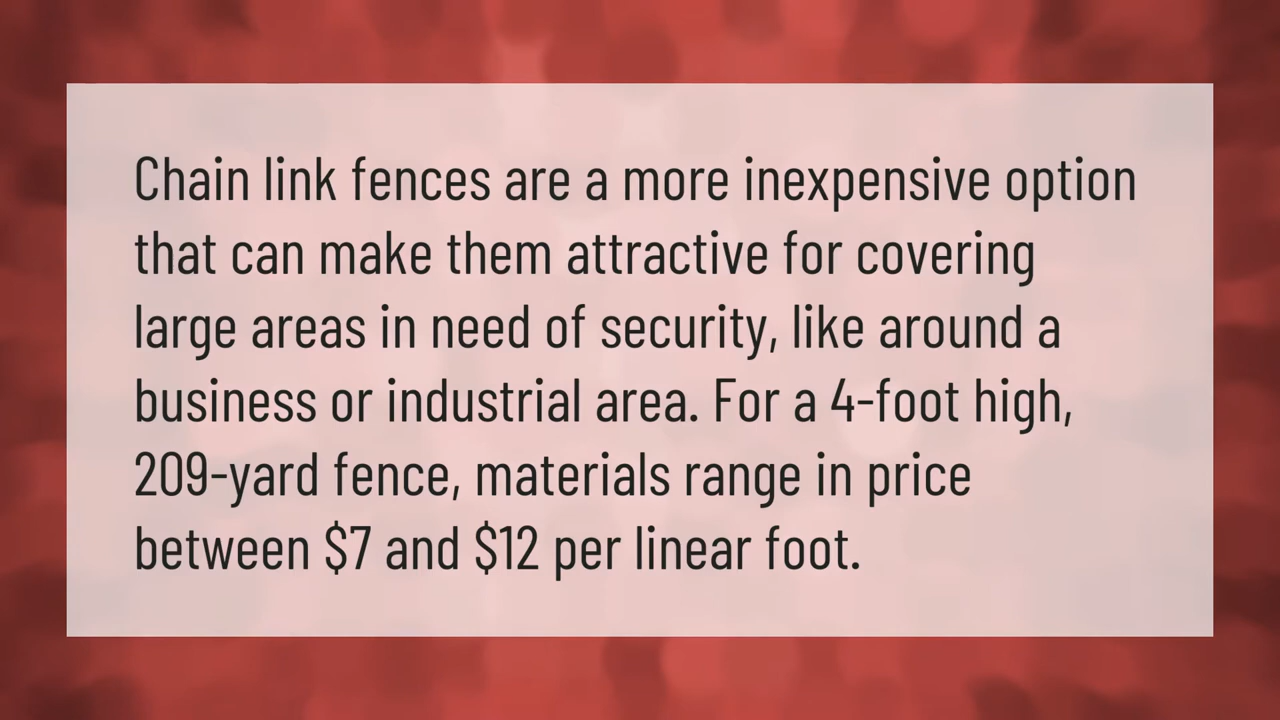 Chain link fences are a more inexpensive option
that can make them attractive for covering
large areas in need of security, like around a
business or industrial area. For a 4-foot high,
209-yard fence, materials range in price
between $7 and $12 per linear foot.